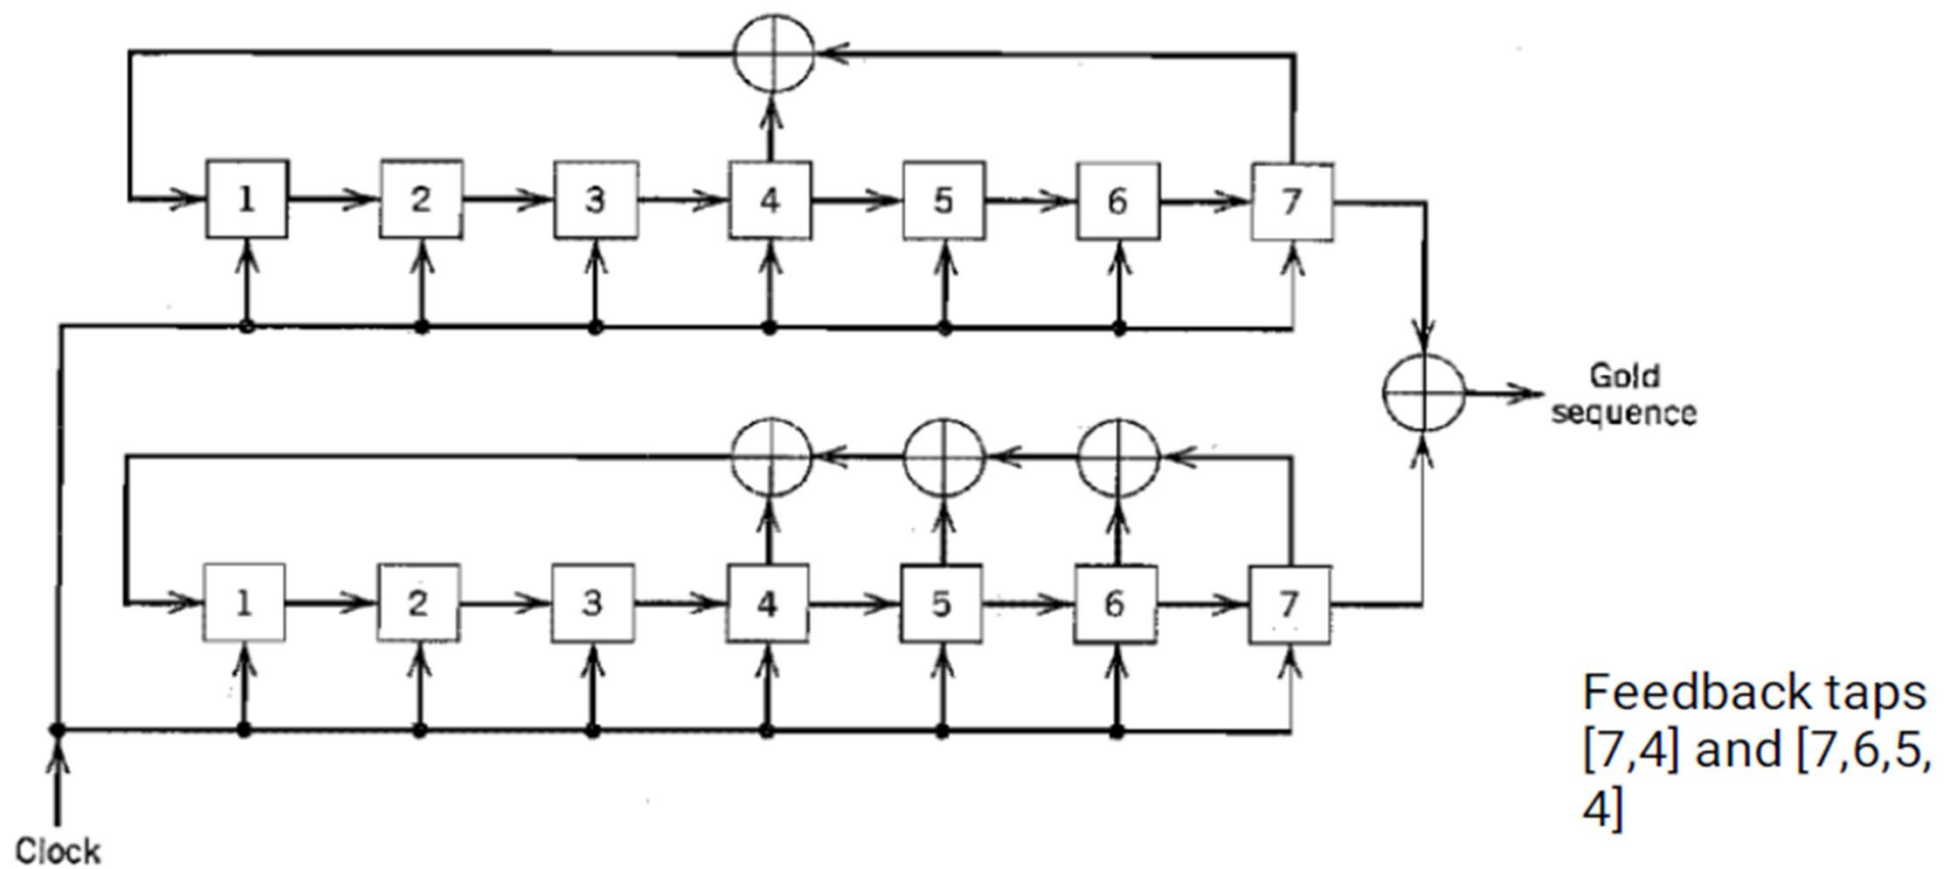 1 2 3 4 5 6 7
Gold
sequence
1 2 3 4 5 6 7
Feedback taps
[7,4] and [7,6,5,
4]
Clock